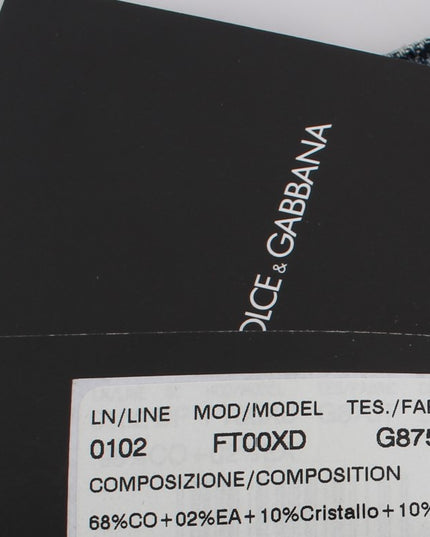 OLCE & GABBANA
LN/LINE MOD/MODEL TES./FAB
0102 FT00XD G875
COMPOSIZIONE/COMPOSITION
68%CO+02%EA+10%Cristallo+10%